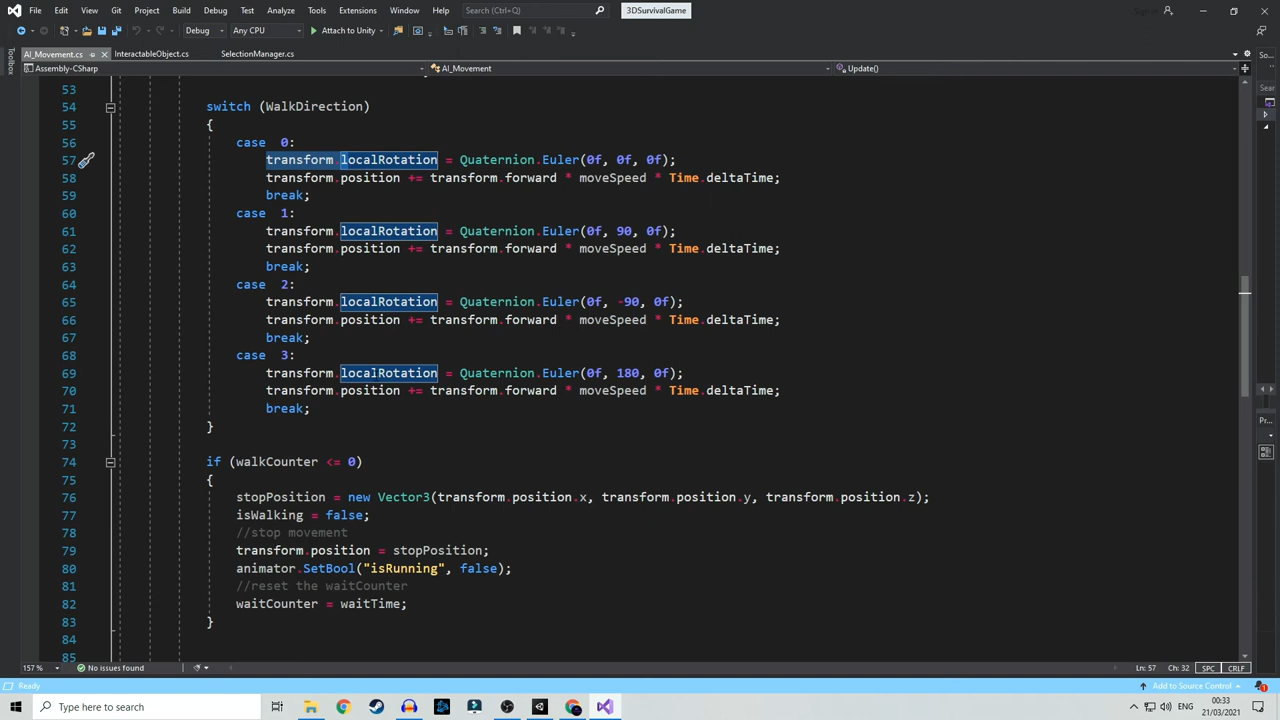 File Edit View Git Project Build Debug Test Analyze Tools Extensions Window Help Search (Ctrl+Q) 3DSurvivalGame
Debug Any CPU Attach to Unity
AI_Movement.cs InteractableObject.cs SelectionManager.cs
Assembly-CSharp AI_Movement Update()
Toolbox
53
54 switch (WalkDirection)
55 {
56 case 0:
57 transform.localRotation = Quaternion.Euler(0f, 0f, 0f);
58 transform.position += transform.forward * moveSpeed * Time.deltaTime;
59 break;
60 case 1:
61 transform.localRotation = Quaternion.Euler(0f, 90, 0f);
62 transform.position += transform.forward * moveSpeed * Time.deltaTime;
63 break;
64 case 2:
65 transform.localRotation = Quaternion.Euler(0f, -90, 0f);
66 transform.position += transform.forward * moveSpeed * Time.deltaTime;
67 break;
68 case 3:
69 transform.localRotation = Quaternion.Euler(0f, 180, 0f);
70 transform.position += transform.forward * moveSpeed * Time.deltaTime;
71 break;
72 }
73
74 if (walkCounter <= 0)
75 {
76 stopPosition = new Vector3(transform.position.x, transform.position.y, transform.position.z);
77 isWalking = false;
78 //stop movement
79 transform.position = stopPosition;
80 animator.SetBool("isRunning", false);
81 //reset the waitCounter
82 waitCounter = waitTime;
83 }
84
85
157 % No issues found Ln: 57 Ch: 32 SPC CRLF
Ready Add to Source Control 1
Type here to search ENG 00:33
21/03/2021
So...
Sear
Pr...